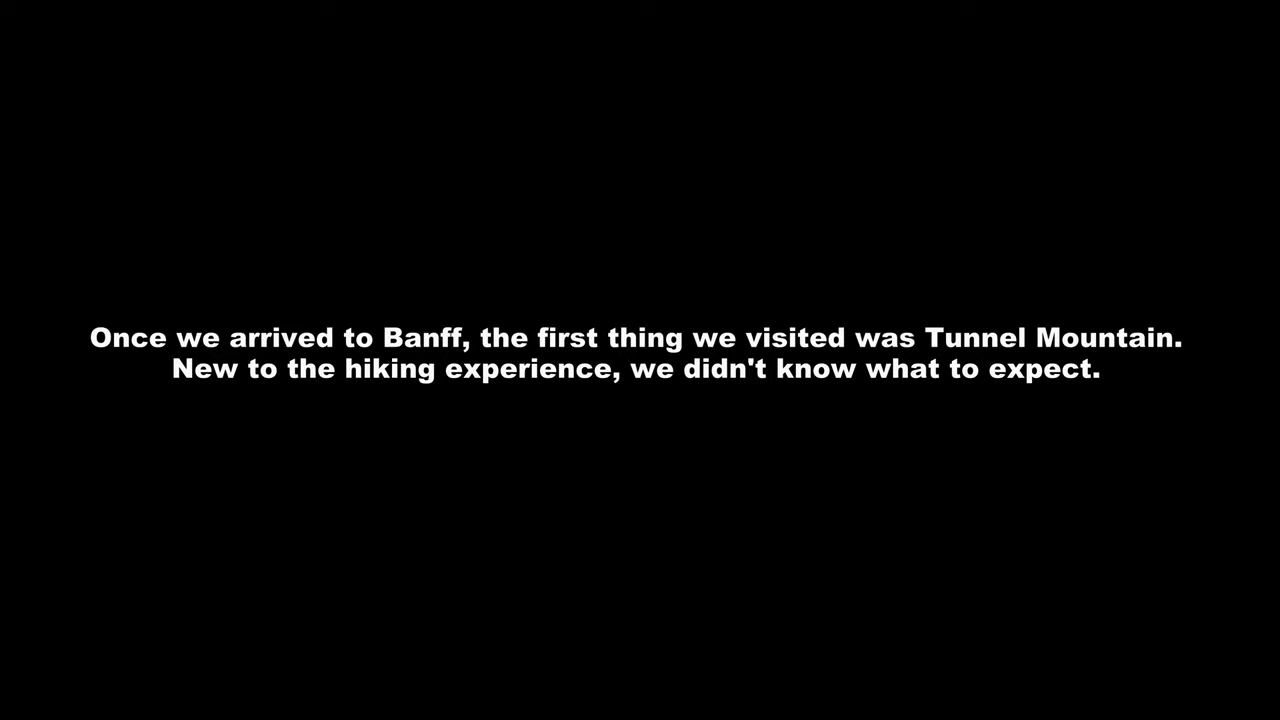 Once we arrived to Banff, the first thing we visited was Tunnel Mountain.
New to the hiking experience, we didn't know what to expect.